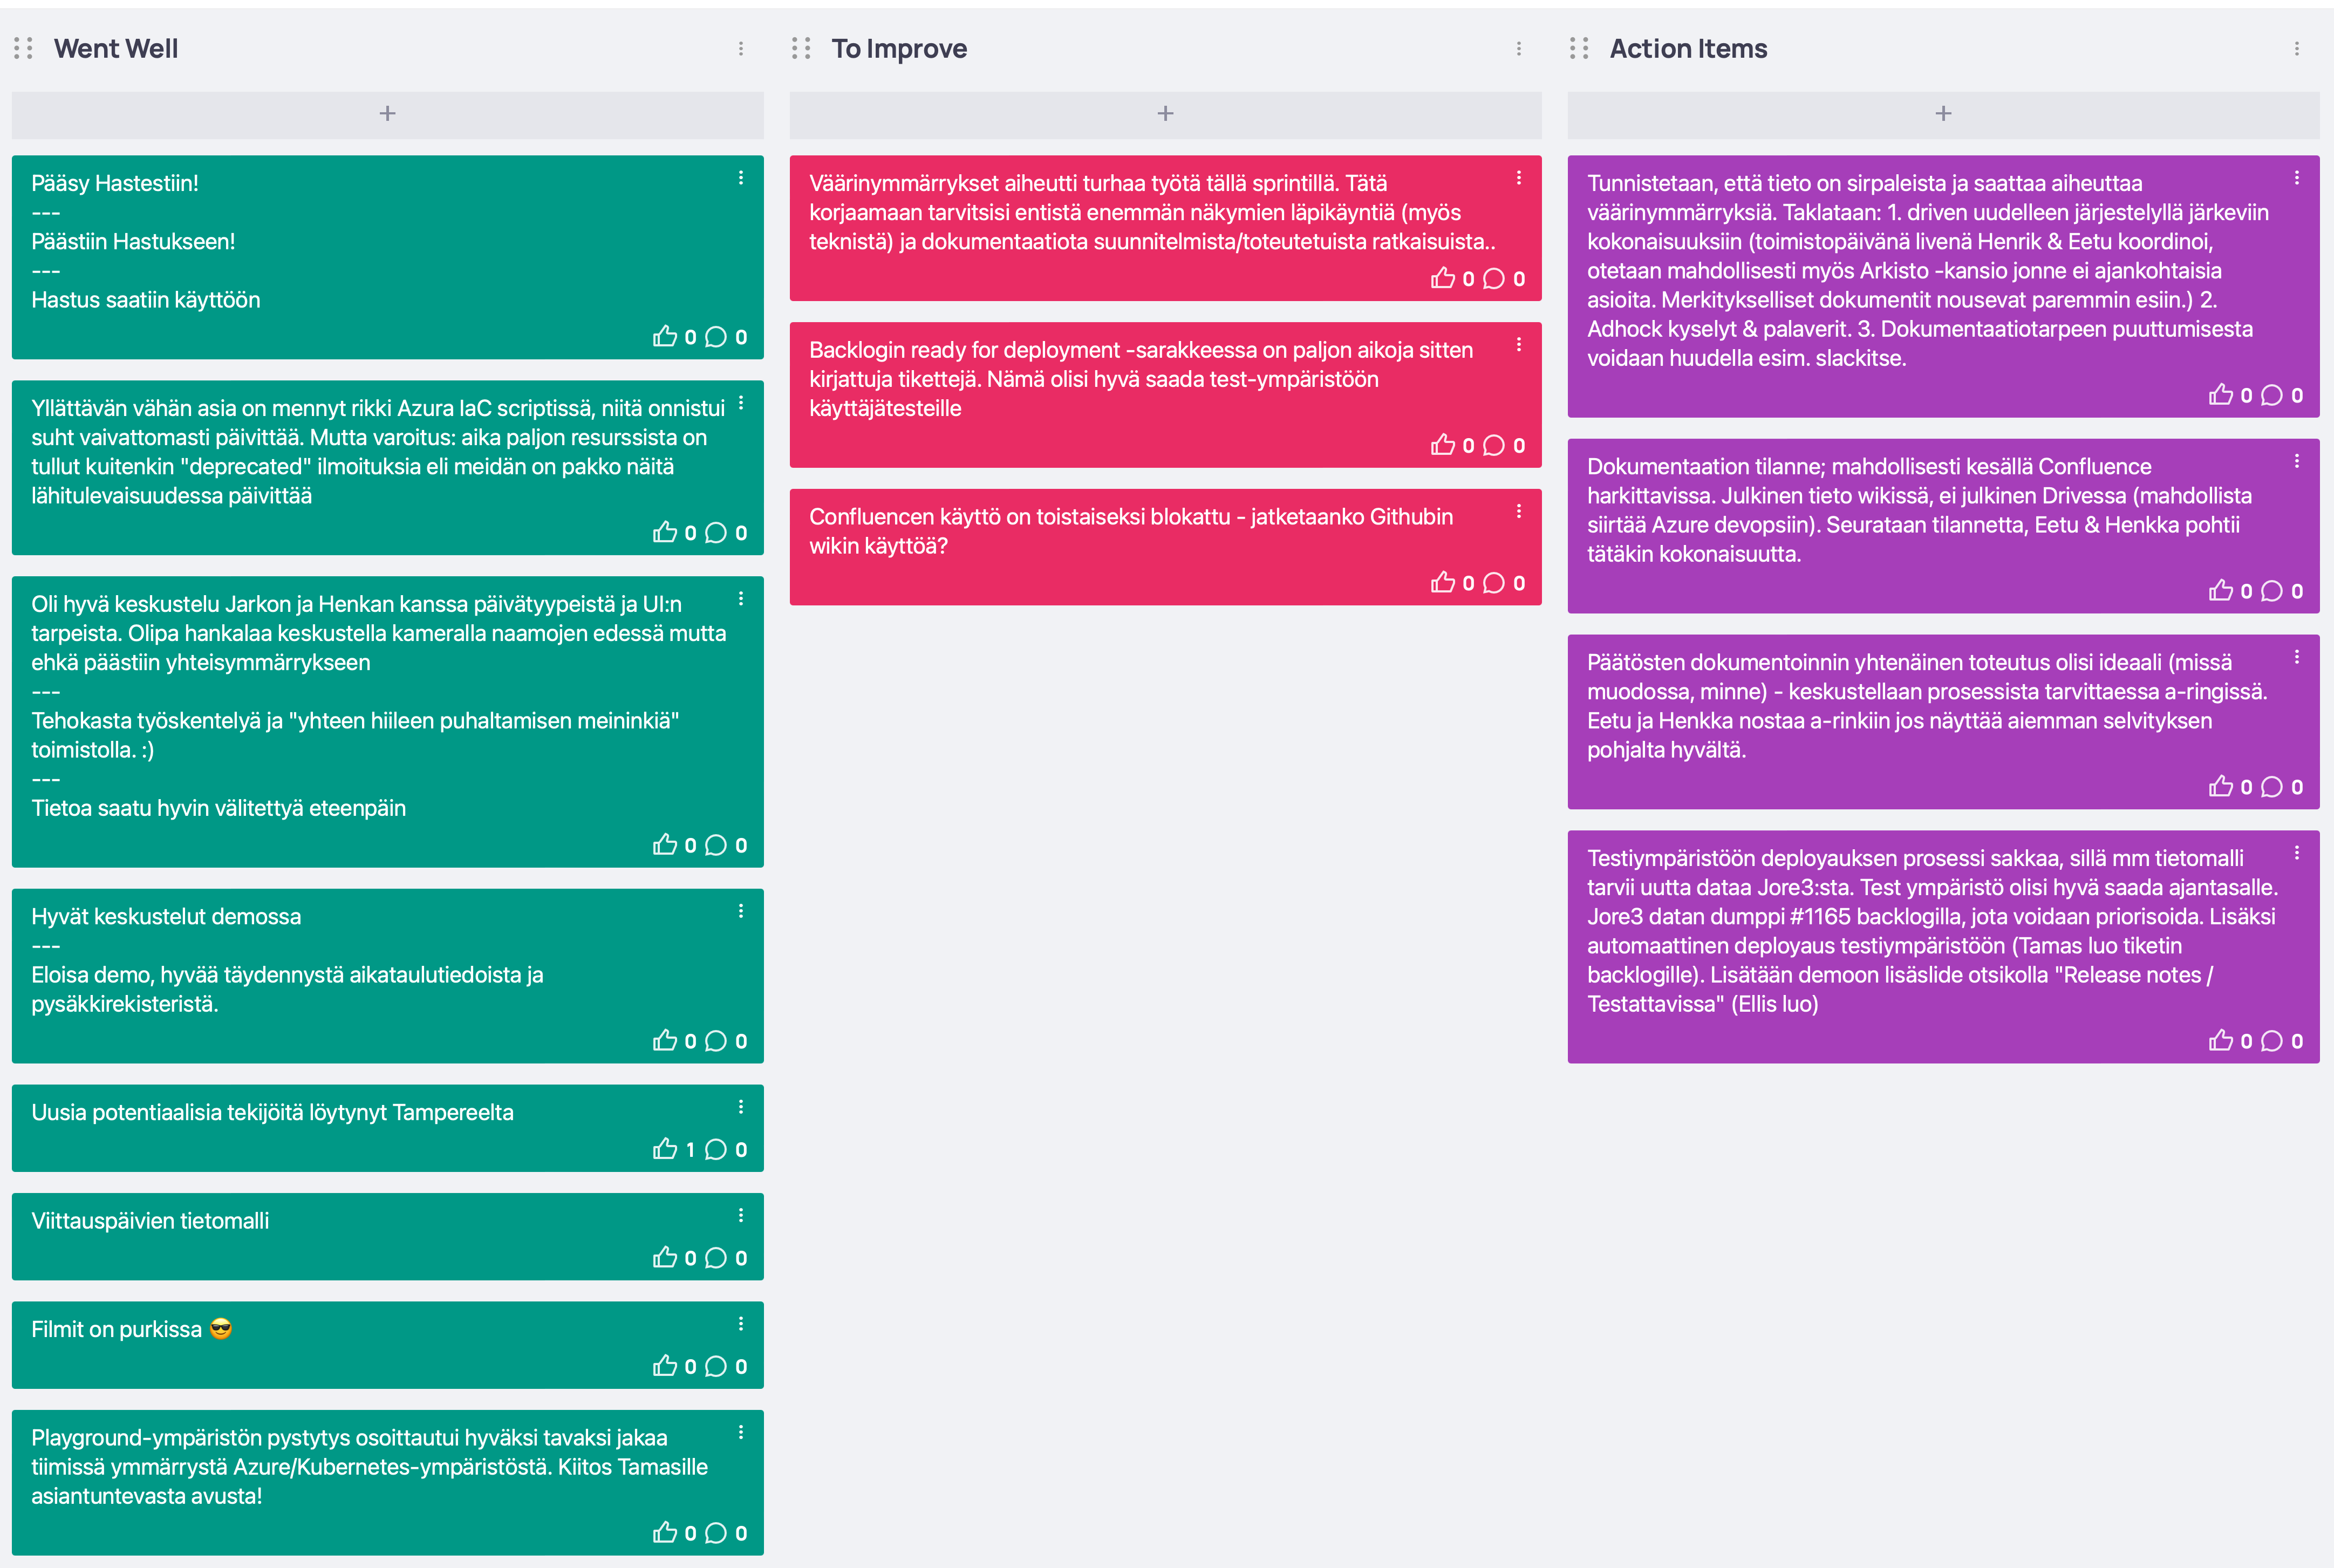 Went Well
+
Pääsy Hastestiin!
---
Päästiin Hastukseen!
---
Hastus saatiin käyttöön
0 0
Yllättävän vähän asia on mennyt rikki Azura IaC scriptissä, niitä onnistui
suht vaivattomasti päivittää. Mutta varoitus: aika paljon resurssista on
tullut kuitenkin "deprecated" ilmoituksia eli meidän on pakko näitä
lähitulevaisuudessa päivittää
0 0
Oli hyvä keskustelu Jarkon ja Henkan kanssa päivätyypeistä ja UI:n
tarpeista. Olipa hankalaa keskustella kameralla naamojen edessä mutta
ehkä päästiin yhteisymmärrykseen
---
Tehokasta työskentelyä ja "yhteen hiileen puhaltamisen meininkiä"
toimistolla. :)
---
Tietoa saatu hyvin välitettyä eteenpäin
0 0
Hyvät keskustelut demossa
---
Eloisa demo, hyvää täydennystä aikataulutiedoista ja
pysäkkirekisteristä.
0 0
Uusia potentiaalisia tekijöitä löytynyt Tampereelta
1 0
Viittauspäivien tietomalli
0 0
Filmit on purkissa 😎
0 0
Playground-ympäristön pystytys osoittautui hyväksi tavaksi jakaa
tiimissä ymmärrystä Azure/Kubernetes-ympäristöstä. Kiitos Tamasille
asiantuntevasta avusta!
0 0
To Improve
+
Väärinymmärrykset aiheutti turhaa työtä tällä sprintillä. Tätä
korjaamaan tarvitsisi entistä enemmän näkymien läpikäyntiä (myös
teknistä) ja dokumentaatiota suunnitelmista/toteutetuista ratkaisuista..
0 0
Backlogin ready for deployment -sarakkeessa on paljon aikoja sitten
kirjattuja tikettejä. Nämä olisi hyvä saada test-ympäristöön
käyttäjätesteille
0 0
Confluencen käyttö on toistaiseksi blokattu - jatketaanko Githubin
wikin käyttöä?
0 0
Action Items
+
Tunnistetaan, että tieto on sirpaleista ja saattaa aiheuttaa
väärinymmärryksiä. Taklataan: 1. driven uudelleen järjestelyllä järkeviin
kokonaisuuksiin (toimistopäivänä livenä Henrik & Eetu koordinoi,
otetaan mahdollisesti myös Arkisto -kansio jonne ei ajankohtaisia
asioita. Merkitykselliset dokumentit nousevat paremmin esiin.) 2.
Adhock kyselyt & palaverit. 3. Dokumentaatiotarpeen puuttumisesta
voidaan huudella esim. slackitse.
0 0
Dokumentaation tilanne; mahdollisesti kesällä Confluence
harkittavissa. Julkinen tieto wikissä, ei julkinen Drivessa (mahdollista
siirtää Azure devopsiin). Seurataan tilannetta, Eetu & Henkka pohtii
tätäkin kokonaisuutta.
0 0
Päätösten dokumentoinnin yhtenäinen toteutus olisi ideaali (missä
muodossa, minne) - keskustellaan prosessista tarvittaessa a-ringissä.
Eetu ja Henkka nostaa a-rinkiin jos näyttää aiemman selvityksen
pohjalta hyvältä.
0 0
Testiympäristöön deployauksen prosessi sakkaa, sillä mm tietomalli
tarvii uutta dataa Jore3:sta. Test ympäristö olisi hyvä saada ajantasalle.
Jore3 datan dumppi #1165 backlogilla, jota voidaan priorisoida. Lisäksi
automaattinen deployaus testiympäristöön (Tamas luo tiketin
backlogille). Lisätään demoon lisäslide otsikolla "Release notes /
Testattavissa" (Ellis luo)
0 0